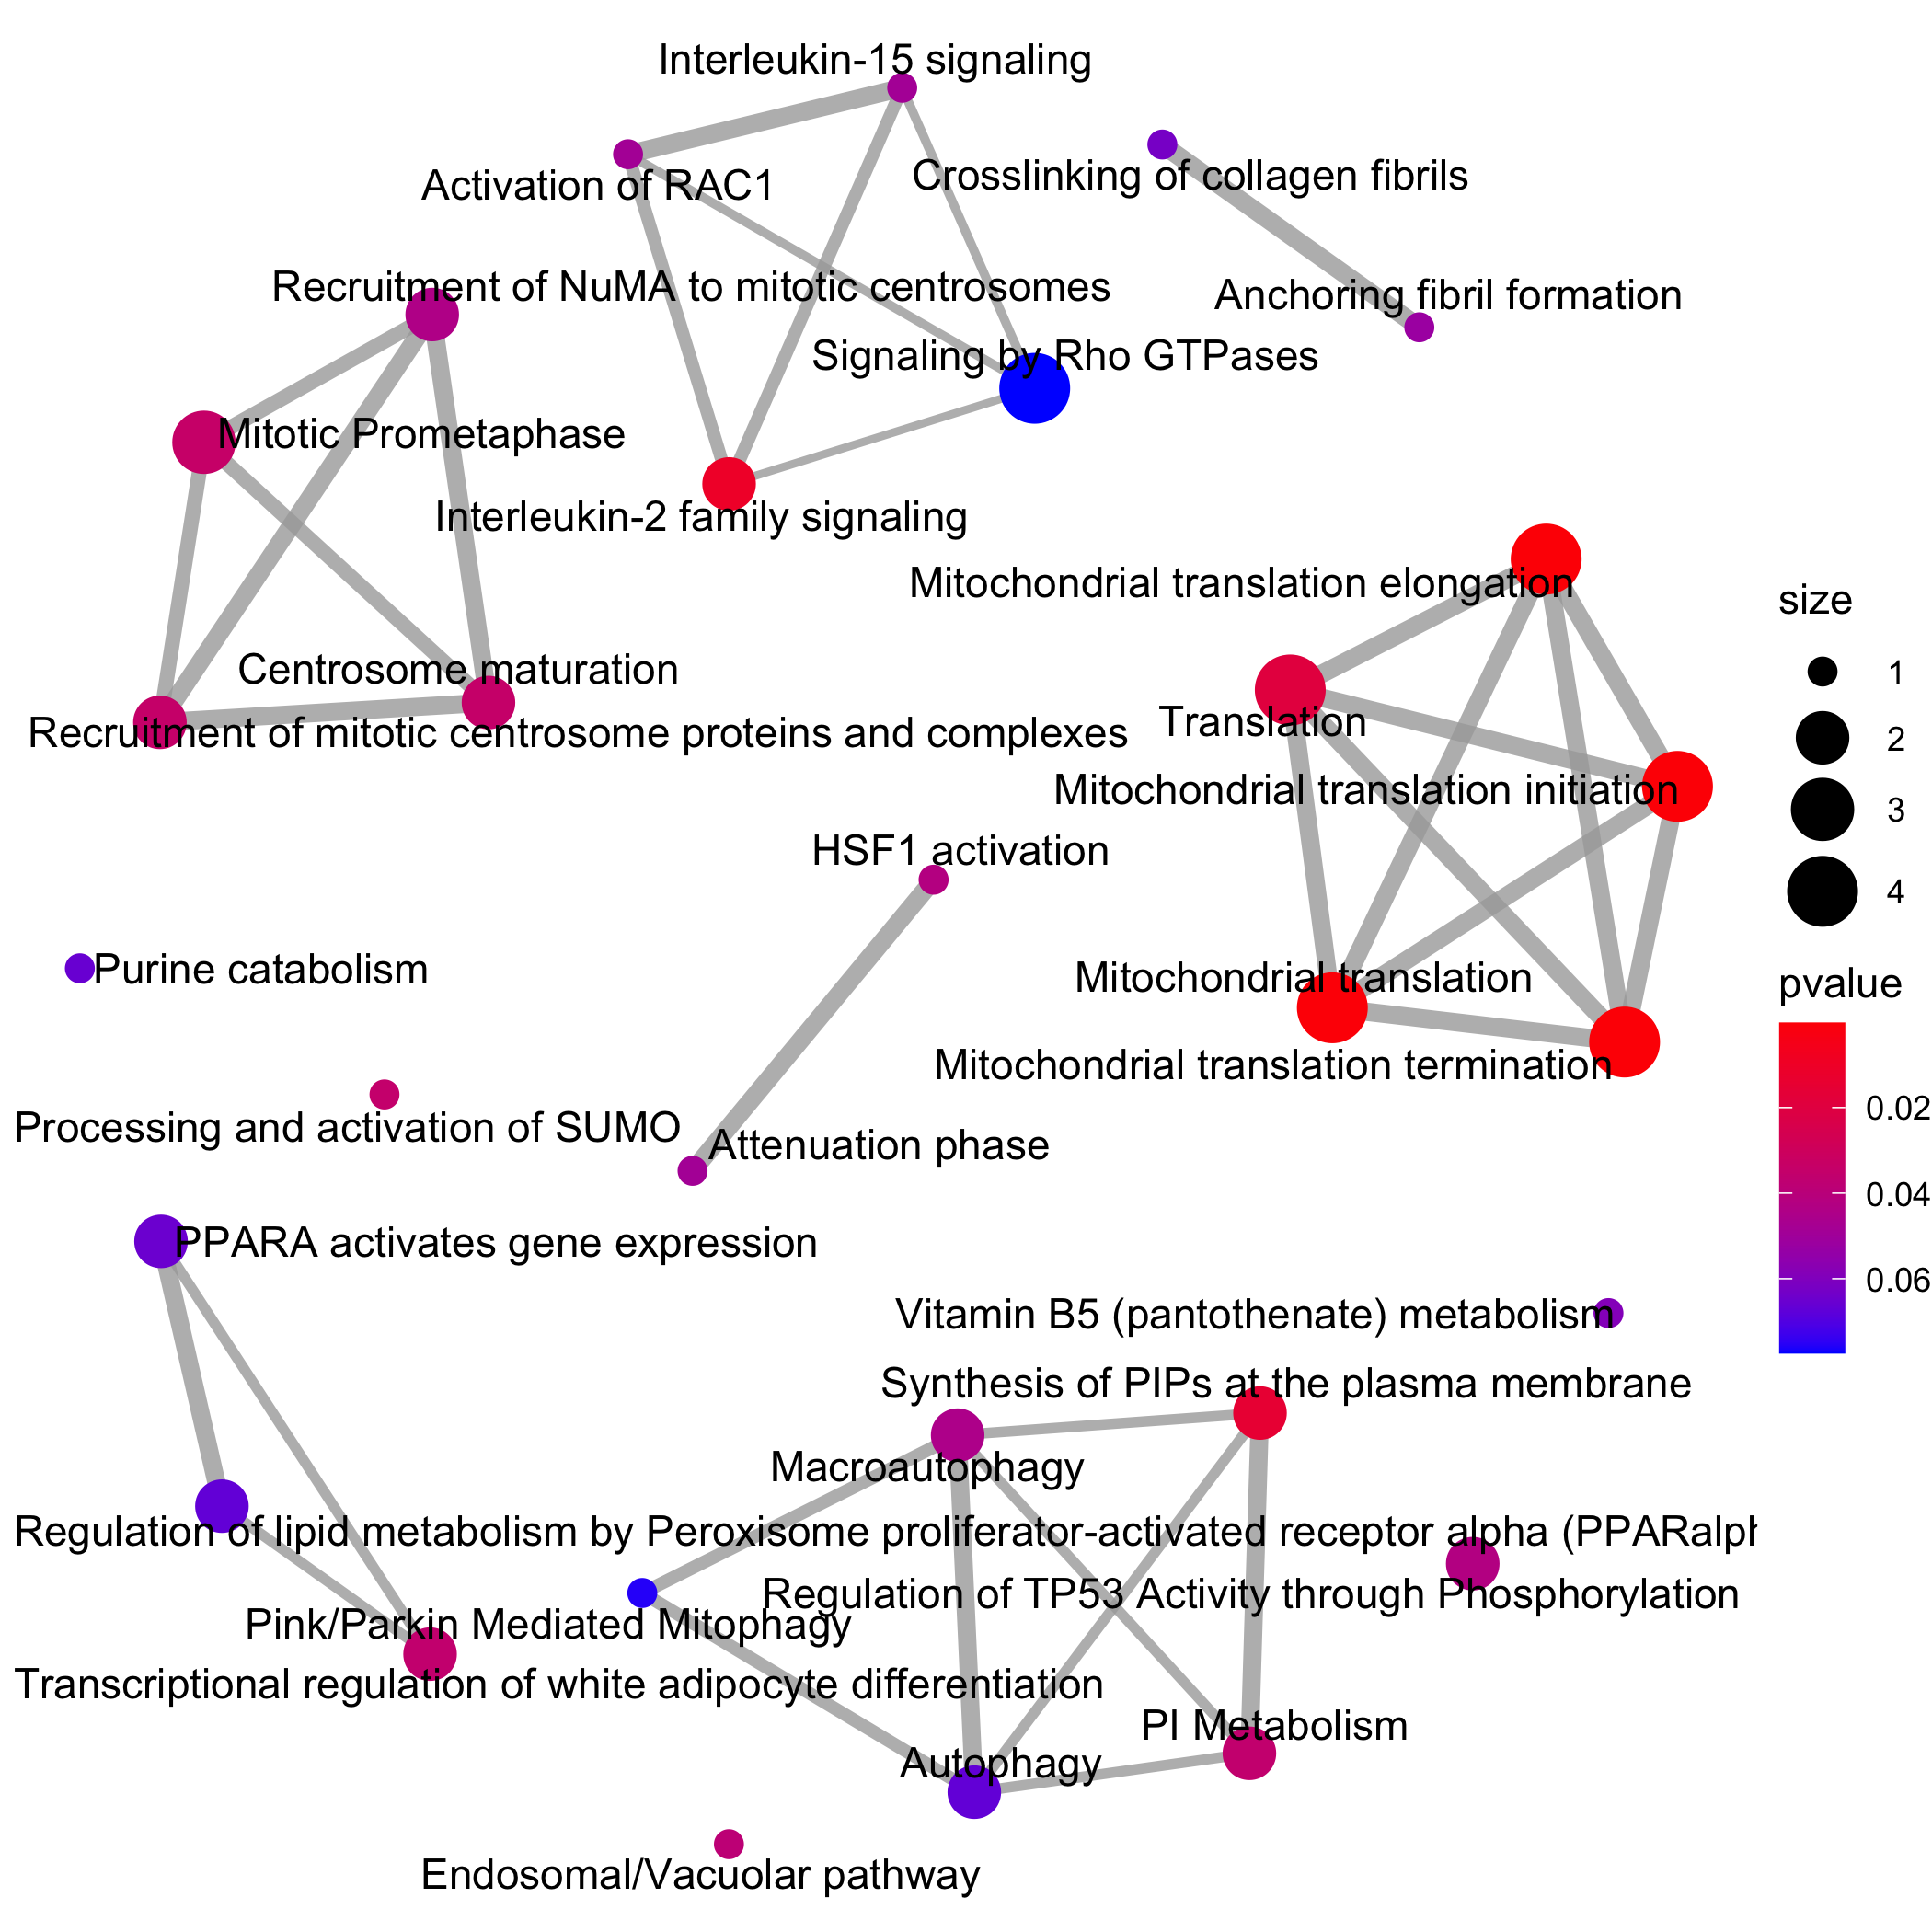 Interleukin-15 signaling
Crosslinking of collagen fibrils
Activation of RAC1
Recruitment of NuMA to mitotic centrosomes
Anchoring fibril formation
Signaling by Rho GTPases
Mitotic Prometaphase
Interleukin-2 family signaling
Mitochondrial translation elongation
size
1
Centrosome maturation
Translation
Recruitment of mitotic centrosome proteins and complexes
2
Mitochondrial translation initiation
3
HSF1 activation
4
Purine catabolism
Mitochondrial translation
pvalue
Mitochondrial translation termination
0.02
Processing and activation of SUMO
Attenuation phase
0.04
PPARA activates gene expression
0.06
Vitamin B5 (pantothenate) metabolism
Synthesis of PIPs at the plasma membrane
Macroautophagy
Regulation of lipid metabolism by Peroxisome proliferator-activated receptor alpha (PPARalph
Regulation of TP53 Activity through Phosphorylation
Pink/Parkin Mediated Mitophagy
Transcriptional regulation of white adipocyte differentiation
PI Metabolism
Autophagy
Endosomal/Vacuolar pathway